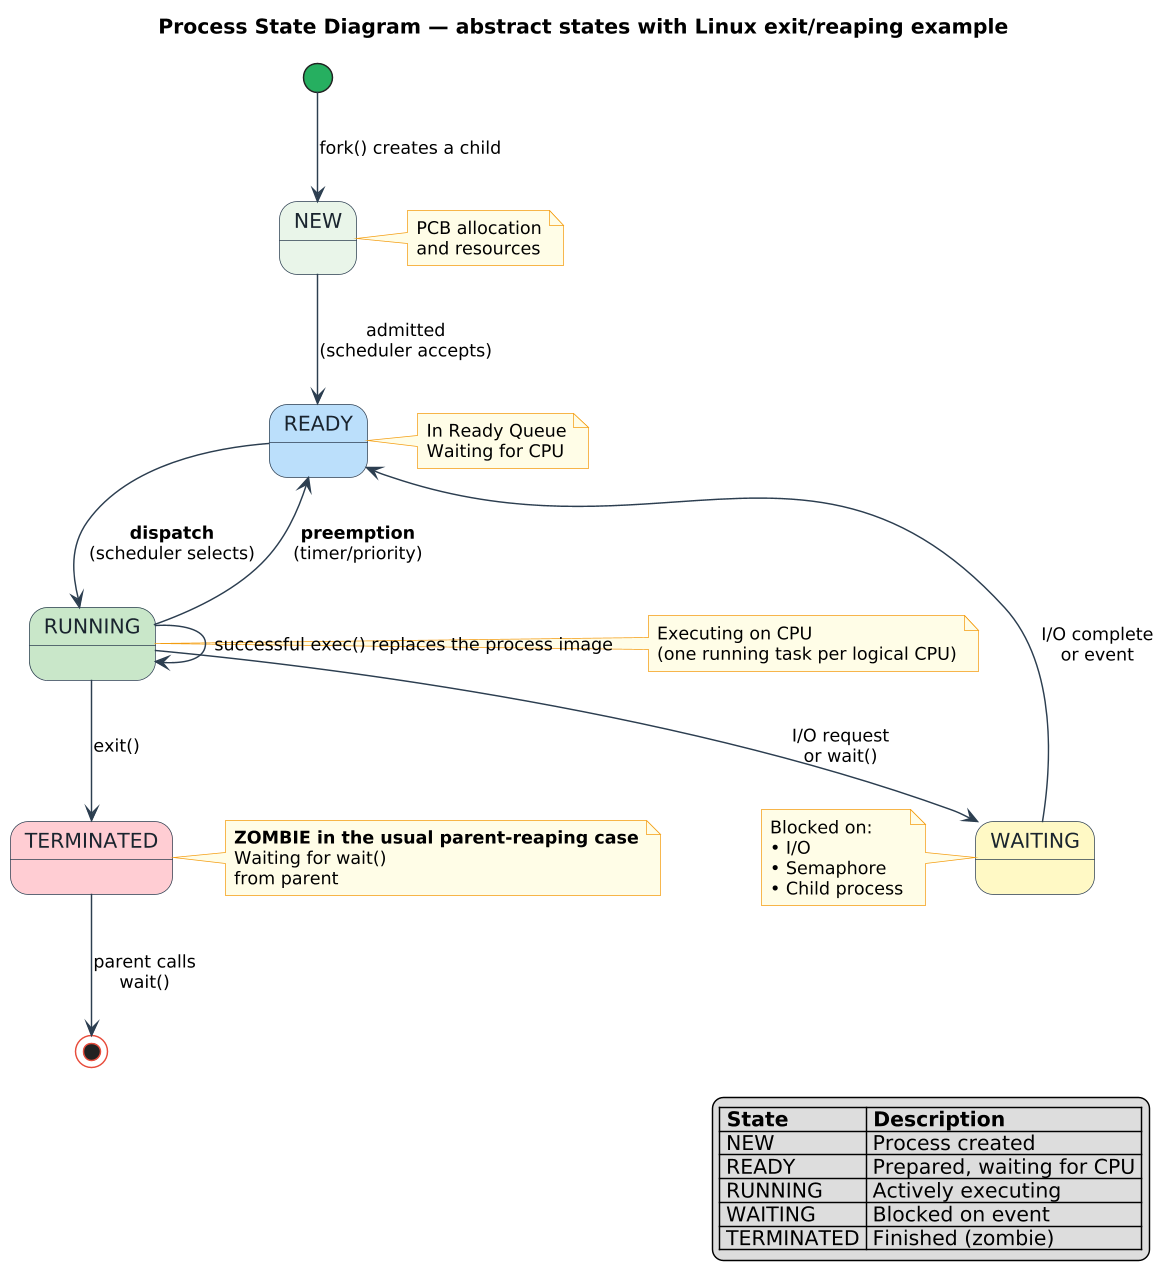 Process State Diagram — abstract states with Linux exit/reaping example
fork() creates a child
NEW
PCB allocation
and resources
admitted
(scheduler accepts)
READY
In Ready Queue
Waiting for CPU
dispatch
(scheduler selects)
preemption
(timer/priority)
RUNNING
successful exec() replaces the process image
Executing on CPU
(one running task per logical CPU)
I/O complete
or event
exit()
I/O request
or wait()
TERMINATED
ZOMBIE in the usual parent-reaping case
Waiting for wait()
from parent
Blocked on:
• I/O
• Semaphore
• Child process
WAITING
parent calls
wait()
State Description
NEW Process created
READY Prepared, waiting for CPU
RUNNING Actively executing
WAITING Blocked on event
TERMINATED Finished (zombie)